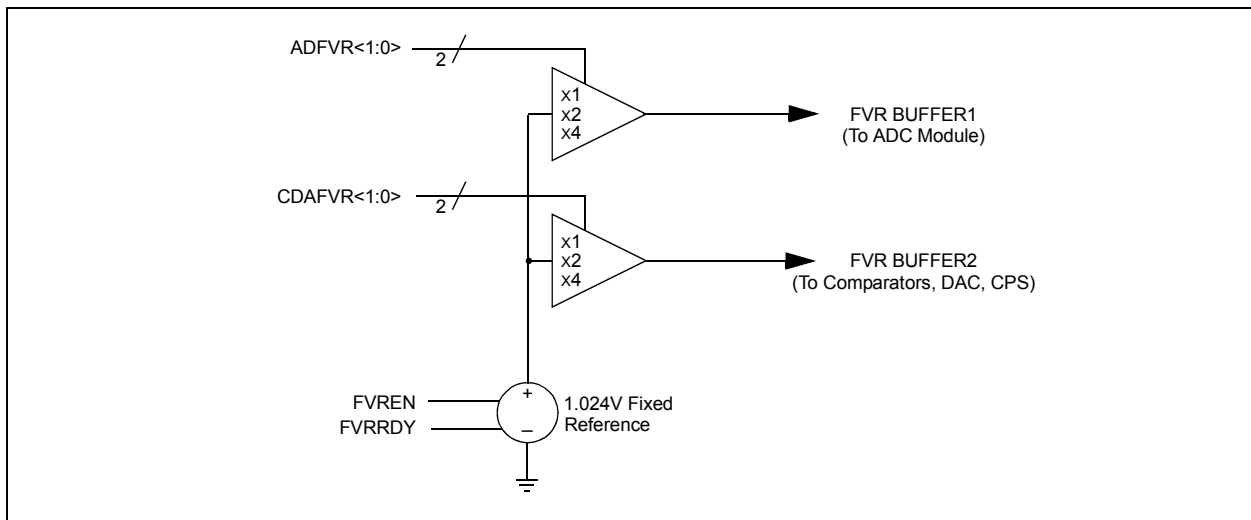 ADFVR<1:0>
2
X1
X2
X4
FVR BUFFER1
(To ADC Module)
CDAFVR<1:0>
2
X1
X2
X4
FVR BUFFER2
(To Comparators, DAC, CPS)
FVREN
FVRRDY
+
_
1.024V Fixed
Reference